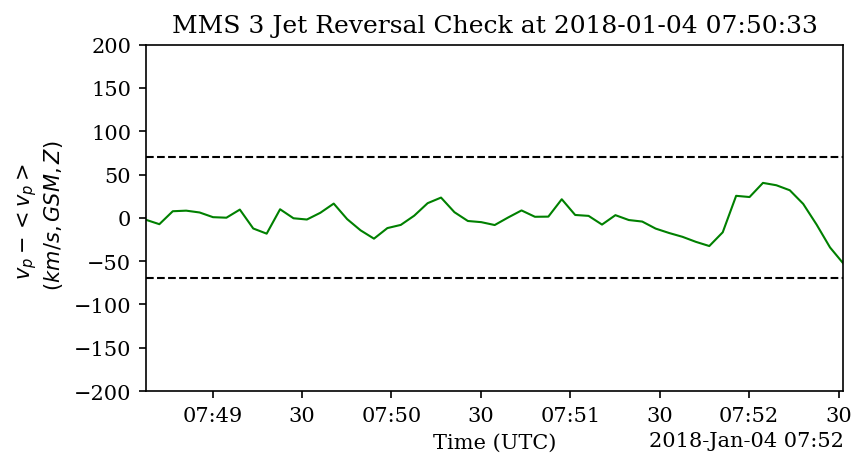 MMS 3 Jet Reversal Check at 2018-01-04 07:50:33
200
150
100
50
0
−50
−100
−150
−200
v_p − <v_p>
(km/s, GSM, Z)
07:49 30 07:50 30 07:51 30 07:52 30
Time (UTC)
2018-Jan-04 07:52